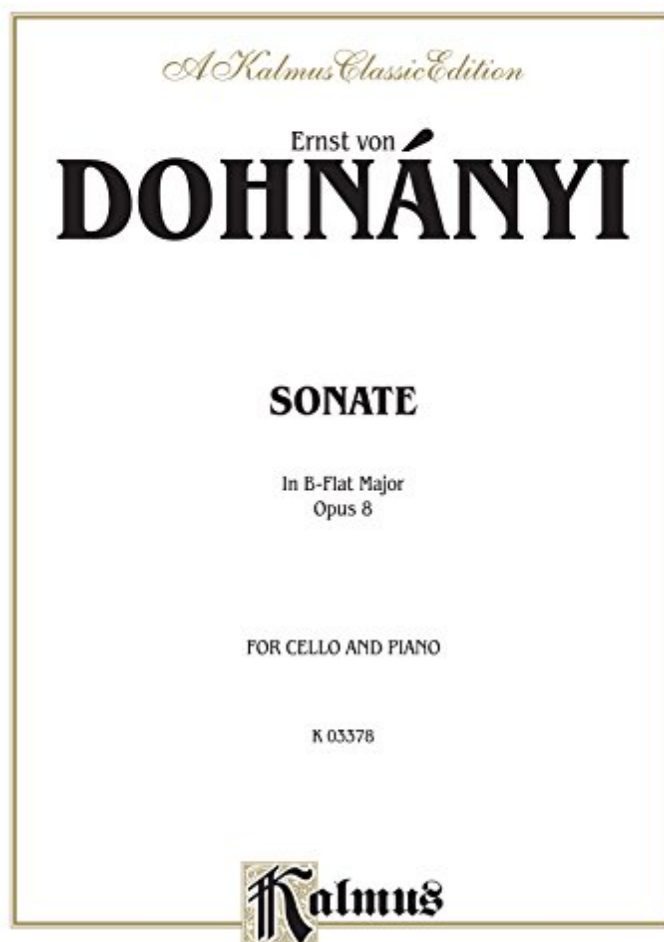 A Kalmus Classic Edition
Ernst von
DOHNÁNYI
SONATE
In B-Flat Major
Opus 8
FOR CELLO AND PIANO
K 03378
Kalmus